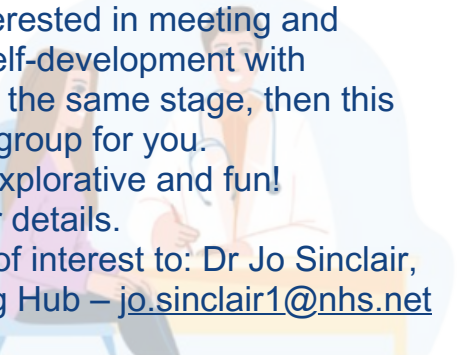 erested in meeting and
elf-development with
the same stage, then this
group for you.
xplorative and fun!
r details.
of interest to: Dr Jo Sinclair,
g Hub – jo.sinclair1@nhs.net